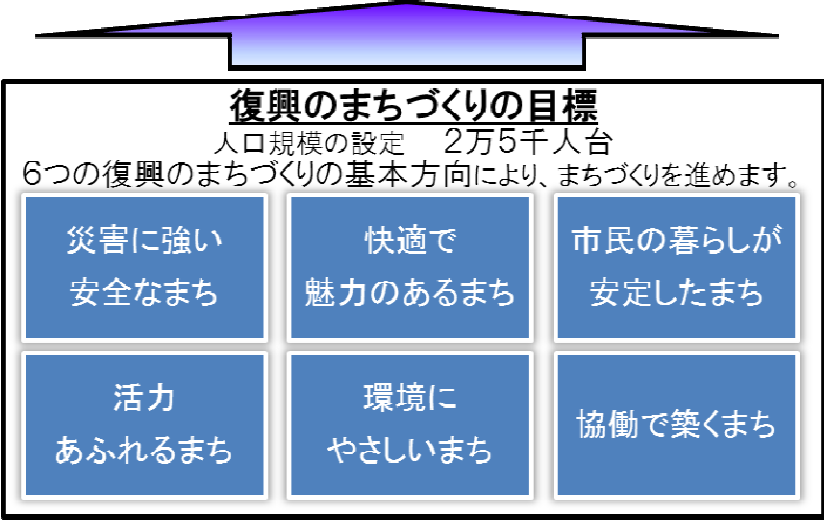 復興のまちづくりの目標
人口規模の設定　2万5千人台
6つの復興のまちづくりの基本方向により、まちづくりを進めます。
災害に強い
安全なまち
快適で
魅力のあるまち
市民の暮らしが
安定したまち
活力
あふれるまち
環境に
やさしいまち
協働で築くまち